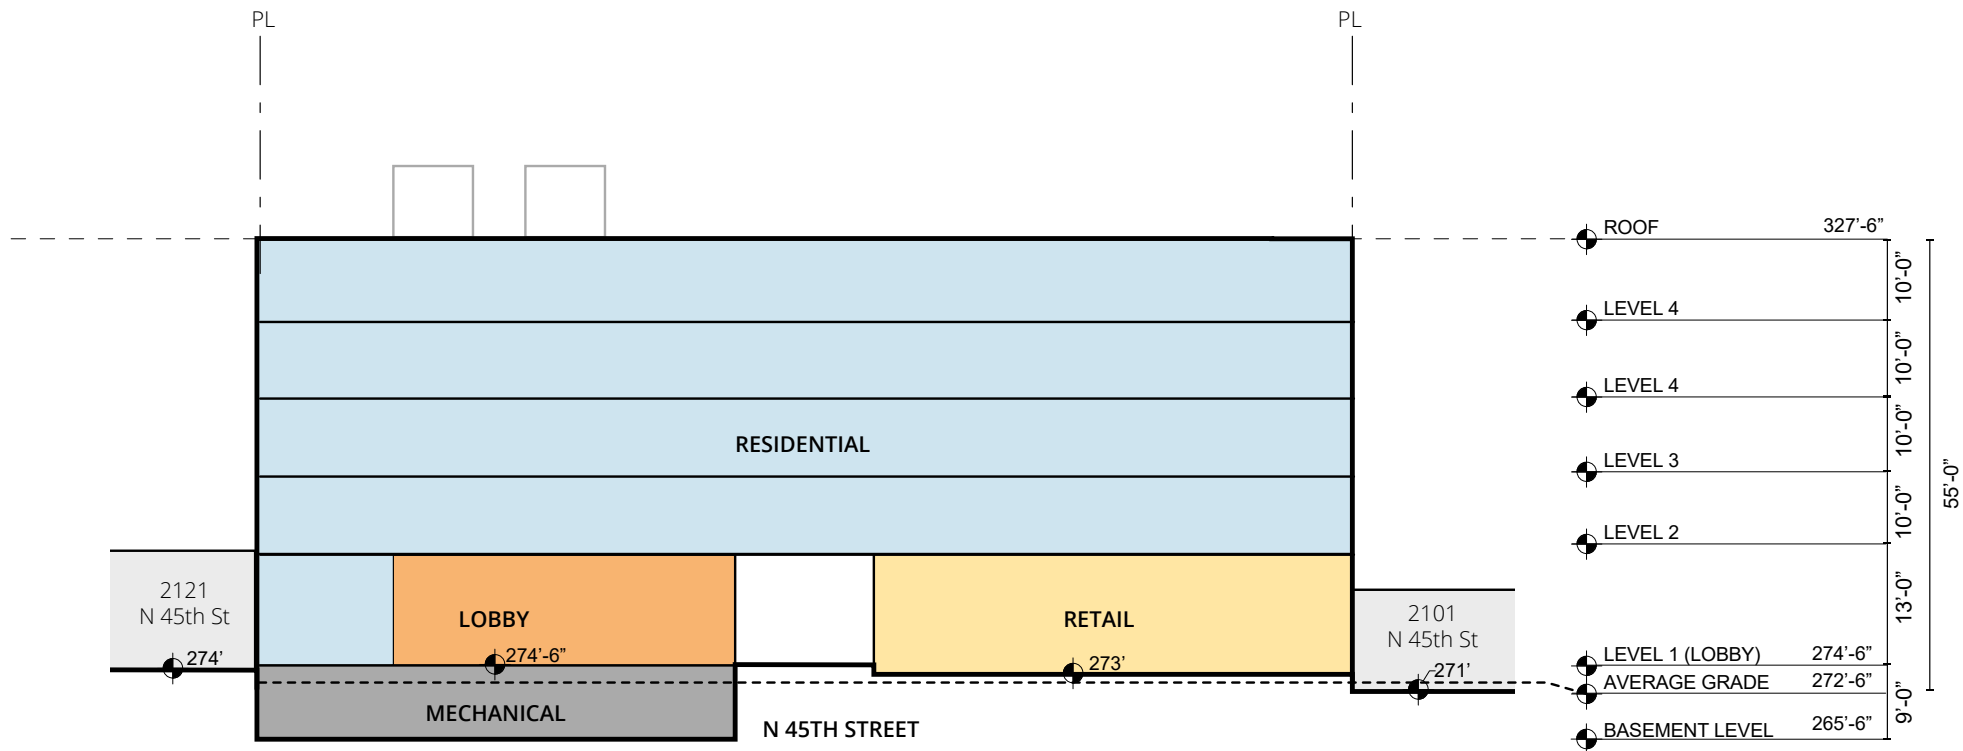 PL
PL
ROOF 327’-6”
10’-0”
LEVEL 4
10’-0”
LEVEL 4
10’-0”
RESIDENTIAL
LEVEL 3
10’-0”
55’-0”
LEVEL 2
13’-0”
2121
N 45th St
LOBBY
RETAIL
2101
N 45th St
274’
274’-6”
273’
271’
LEVEL 1 (LOBBY) 274’-6”
AVERAGE GRADE 272’-6”
9’-0”
MECHANICAL
N 45TH STREET
BASEMENT LEVEL 265’-6”